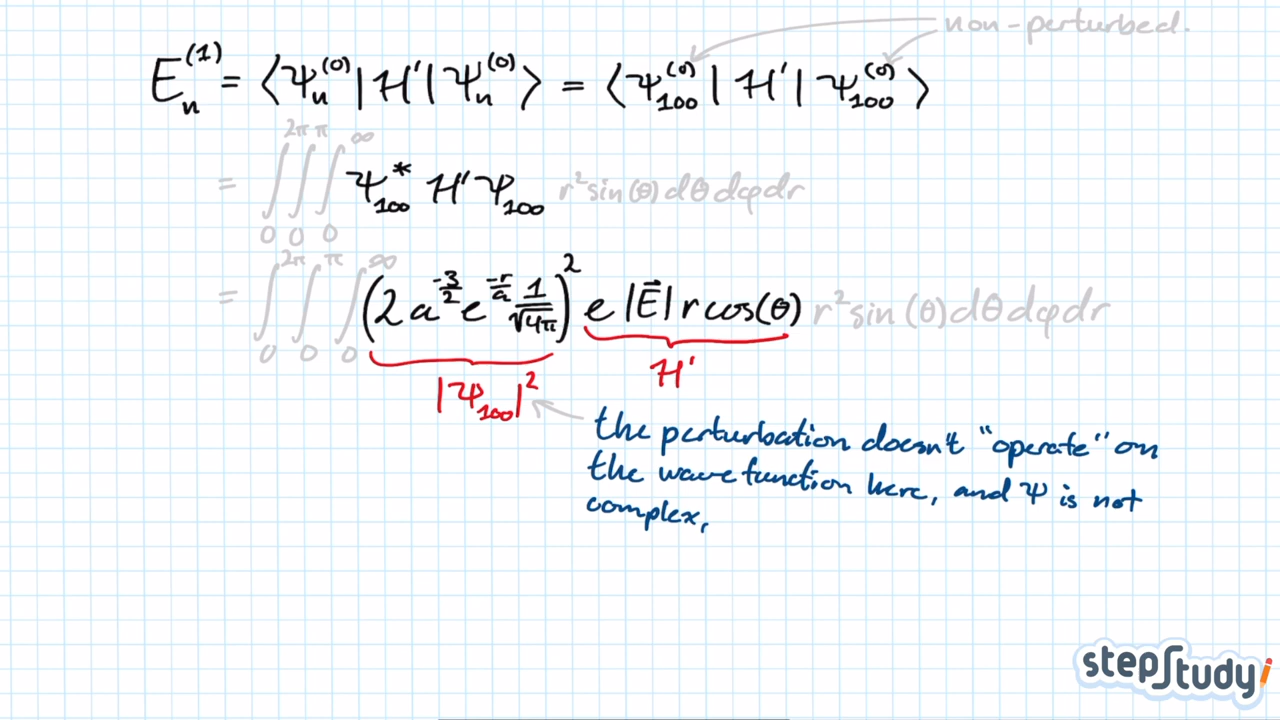 non-perturbed.
E_n^(1) = ⟨Ψ_n^(0)|H'|Ψ_n^(0)⟩ = ⟨Ψ_100^(0)|H'|Ψ_100^(0)⟩
= ∫_0^2π ∫_0^π ∫_0^∞ Ψ*_100 H' Ψ_100 r² sin(θ) dθ dφ dr
= ∫_0^2π ∫_0^π ∫_0^∞ (2 a^(-3/2) e^(-r/a) 1/√4π)² e |E⃗| r cos(θ) r² sin(θ) dθ dφ dr
|Ψ_100|² H'
the perturbation doesn't "operate" on
the wave function here, and Ψ is not
complex,
stepStudy